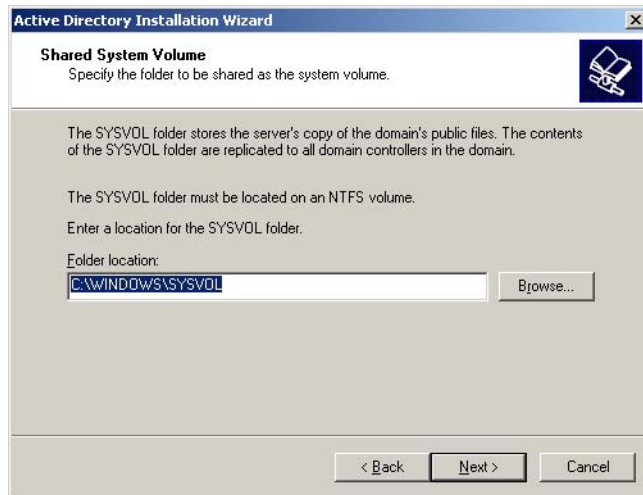 Active Directory Installation Wizard
Shared System Volume
Specify the folder to be shared as the system volume.
The SYSVOL folder stores the server's copy of the domain's public files. The contents
of the SYSVOL folder are replicated to all domain controllers in the domain.
The SYSVOL folder must be located on an NTFS volume.
Enter a location for the SYSVOL folder.
Folder location:
C:\WINDOWS\SYSVOL
Browse...
< Back
Next >
Cancel